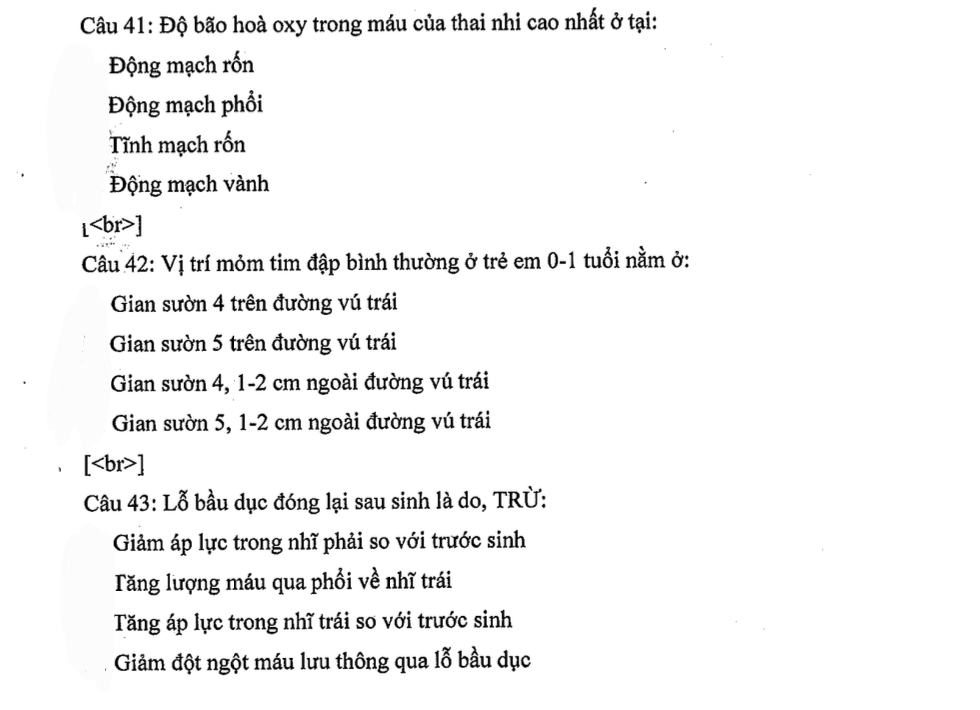 Câu 41: Độ bão hoà oxy trong máu của thai nhi cao nhất ở tại:
Động mạch rốn
Động mạch phổi
Tĩnh mạch rốn
Động mạch vành
[<br>]
Câu 42: Vị trí mỏm tim đập bình thường ở trẻ em 0-1 tuổi nằm ở:
Gian sườn 4 trên đường vú trái
Gian sườn 5 trên đường vú trái
Gian sườn 4, 1-2 cm ngoài đường vú trái
Gian sườn 5, 1-2 cm ngoài đường vú trái
[<br>]
Câu 43: Lỗ bầu dục đóng lại sau sinh là do, TRỪ:
Giảm áp lực trong nhĩ phải so với trước sinh
Tăng lượng máu qua phổi về nhĩ trái
Tăng áp lực trong nhĩ trái so với trước sinh
Giảm đột ngột máu lưu thông qua lỗ bầu dục